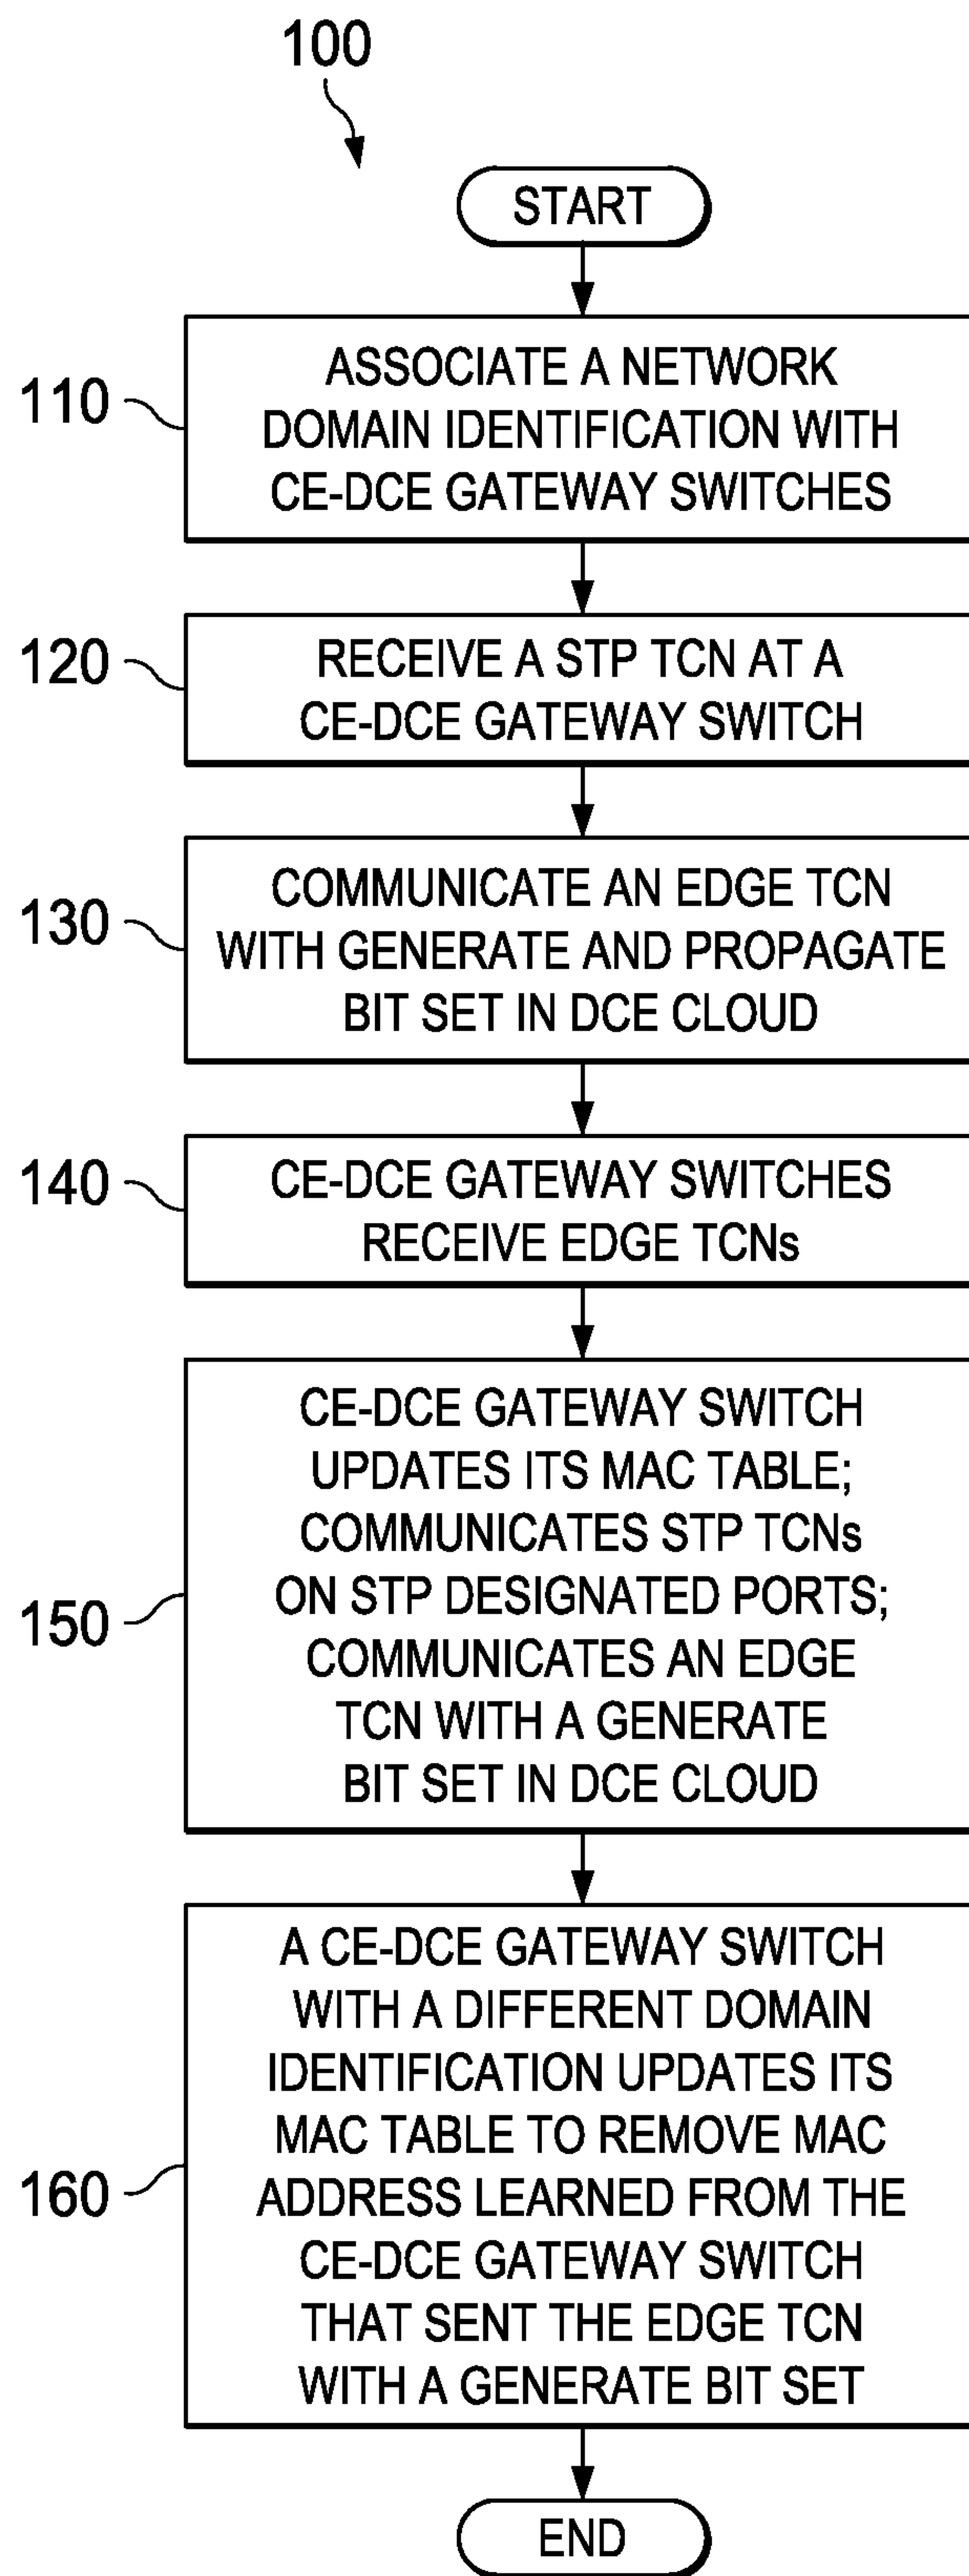 100
START
110
ASSOCIATE A NETWORK
DOMAIN IDENTIFICATION WITH
CE-DCE GATEWAY SWITCHES
120
RECEIVE A STP TCN AT A
CE-DCE GATEWAY SWITCH
130
COMMUNICATE AN EDGE TCN
WITH GENERATE AND PROPAGATE
BIT SET IN DCE CLOUD
140
CE-DCE GATEWAY SWITCHES
RECEIVE EDGE TCNs
150
CE-DCE GATEWAY SWITCH
UPDATES ITS MAC TABLE;
COMMUNICATES STP TCNs
ON STP DESIGNATED PORTS;
COMMUNICATES AN EDGE
TCN WITH A GENERATE
BIT SET IN DCE CLOUD
160
A CE-DCE GATEWAY SWITCH
WITH A DIFFERENT DOMAIN
IDENTIFICATION UPDATES ITS
MAC TABLE TO REMOVE MAC
ADDRESS LEARNED FROM THE
CE-DCE GATEWAY SWITCH
THAT SENT THE EDGE TCN
WITH A GENERATE BIT SET
END